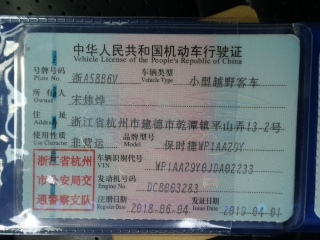 中华人民共和国机动车行驶证
Vehicle License of the People's Republic of China
号牌号码 浙A5BB6V 车辆类型 小型越野客车
Plate No. Vehicle Type
所有人 宋炜烨
Owner
住址 浙江省杭州市建德市乾潭镇平山弄13-2号
Address
使用性质 非营运 品牌型号 保时捷WP1AA29Y
Use Character Model
浙江省杭州
市公安局交
通警察支队
车辆识别代号 WP1AA29Y0JDA02233
VIN
发动机号码 DCB063283
Engine No.
注册日期 2018-06-04 发证日期 2019-04-01
Register Date Issue Date